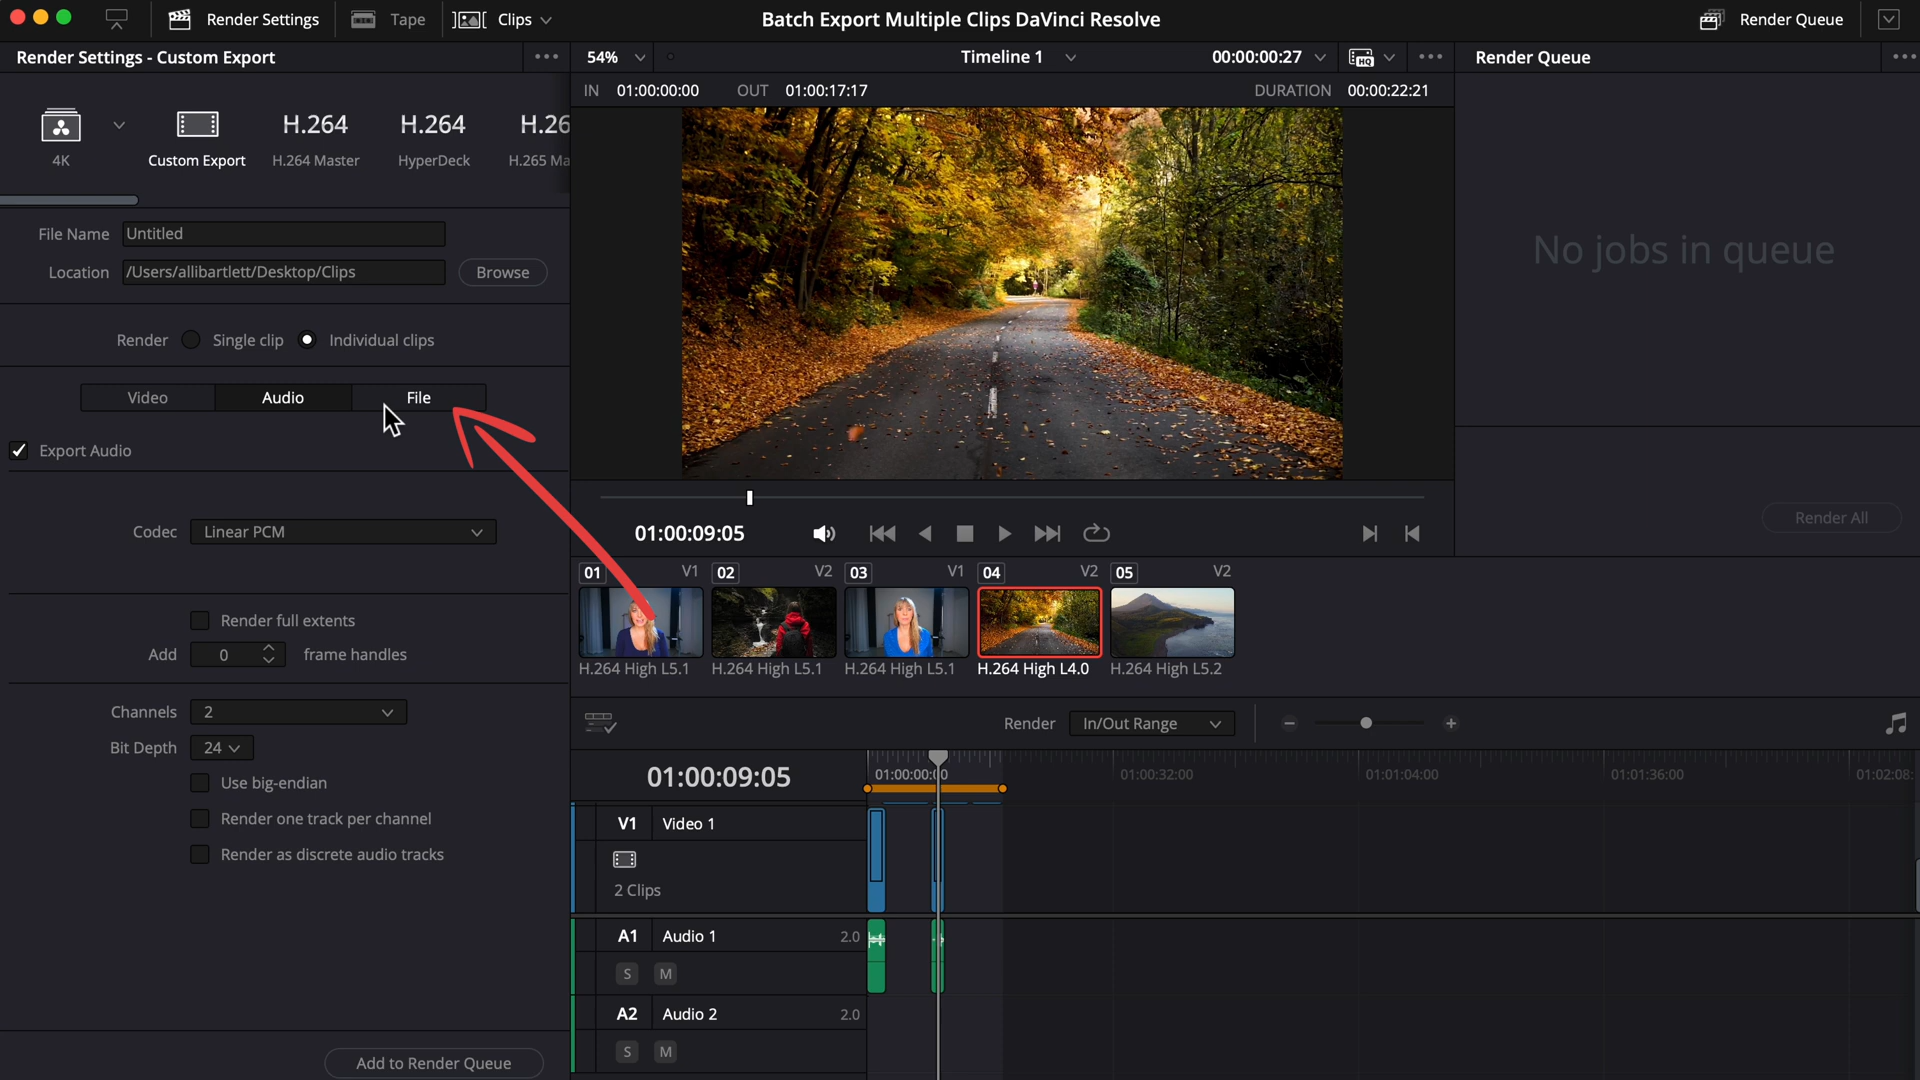 Render Settings
Tape
Clips
Batch Export Multiple Clips DaVinci Resolve
Render Queue
Render Settings - Custom Export
54%
Timeline 1
00:00:00:27
HQ
Render Queue
IN 01:00:00:00
OUT 01:00:17:17
DURATION 00:00:22:21
H.264
H.264
H.26
4K
Custom Export
H.264 Master
HyperDeck
H.265 Ma
File Name Untitled
Location /Users/allibartlett/Desktop/Clips Browse
Render Single clip Individual clips
Video Audio File
Export Audio
Codec Linear PCM
Render full extents
Add 0 frame handles
Channels 2
Bit Depth 24
Use big-endian
Render one track per channel
Render as discrete audio tracks
Add to Render Queue
No jobs in queue
Render All
01:00:09:05
01 V1 02 V2 03 V1 04 V2 05 V2
H.264 High L5.1 H.264 High L5.1 H.264 High L5.1 H.264 High L4.0 H.264 High L5.2
Render In/Out Range
01:00:09:05
01:00:00:00 01:00:32:00 01:01:04:00 01:01:36:00 01:02:08:
V1 Video 1
2 Clips
A1 Audio 1 2.0
S M
A2 Audio 2 2.0
S M